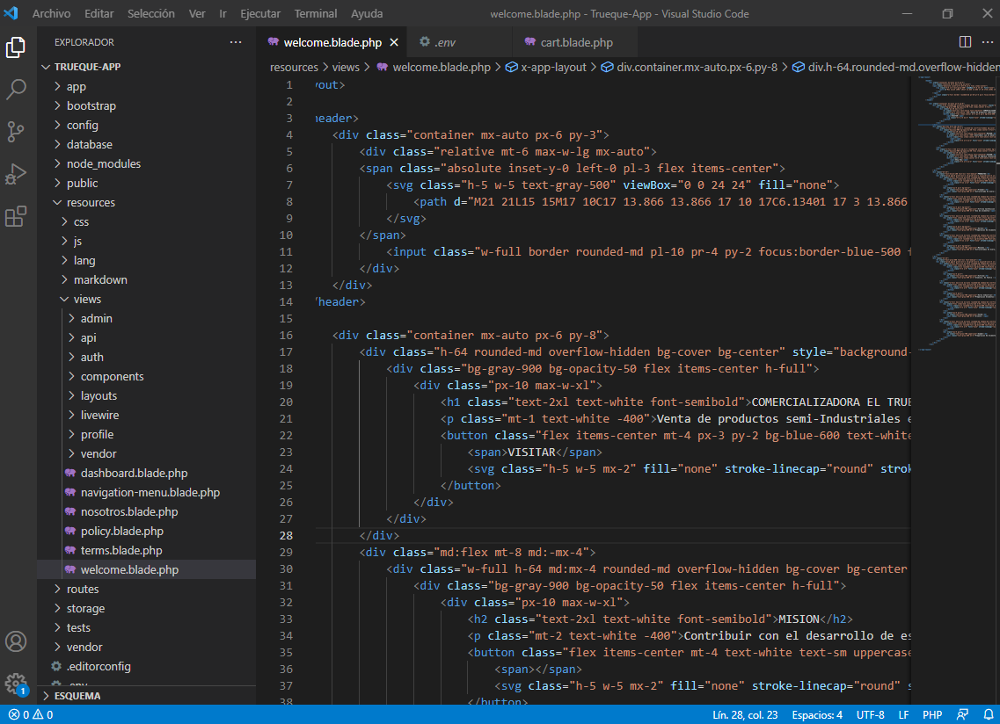 Archivo Editar Selección Ver Ir Ejecutar Terminal Ayuda welcome.blade.php - Trueque-App - Visual Studio Code
EXPLORADOR
TRUEQUE-APP
app
bootstrap
config
database
node_modules
public
resources
css
js
lang
markdown
views
admin
api
auth
components
layouts
livewire
profile
vendor
dashboard.blade.php
navigation-menu.blade.php
nosotros.blade.php
policy.blade.php
terms.blade.php
welcome.blade.php
routes
storage
tests
vendor
.editorconfig
.env
ESQUEMA
welcome.blade.php .env cart.blade.php
resources > views > welcome.blade.php > x-app-layout > div.container.mx-auto.px-6.py-8 > div.h-64.rounded-md.overflow-hidden
1 yout>
2
3 header>
4 <div class="container mx-auto px-6 py-3">
5 <div class="relative mt-6 max-w-lg mx-auto">
6 <span class="absolute inset-y-0 left-0 pl-3 flex items-center">
7 <svg class="h-5 w-5 text-gray-500" viewBox="0 0 24 24" fill="none">
8 <path d="M21 21L15 15M17 10C17 13.866 13.866 17 10 17C6.13401 17 3 13.866
9 </svg>
10 </span>
11 <input class="w-full border rounded-md pl-10 pr-4 py-2 focus:border-blue-500 f
12 </div>
13 </div>
14 /header>
15
16 <div class="container mx-auto px-6 py-8">
17 <div class="h-64 rounded-md overflow-hidden bg-cover bg-center" style="background-
18 <div class="bg-gray-900 bg-opacity-50 flex items-center h-full">
19 <div class="px-10 max-w-xl">
20 <h1 class="text-2xl text-white font-semibold">COMERCIALIZADORA EL TRUE
21 <p class="mt-1 text-white -400">Venta de productos semi-Industriales e
22 <button class="flex items-center mt-4 px-3 py-2 bg-blue-600 text-white
23 <span>VISITAR</span>
24 <svg class="h-5 w-5 mx-2" fill="none" stroke-linecap="round" strok
25 </button>
26 </div>
27 </div>
28 </div>
29 <div class="md:flex mt-8 md:-mx-4">
30 <div class="w-full h-64 md:mx-4 rounded-md overflow-hidden bg-cover bg-center
31 <div class="bg-gray-900 bg-opacity-50 flex items-center h-full">
32 <div class="px-10 max-w-xl">
33 <h2 class="text-2xl text-white font-semibold">MISION</h2>
34 <p class="mt-2 text-white -400">Contribuir con el desarrollo de es
35 <button class="flex items-center mt-4 text-white text-sm uppercase
36 <span></span>
37 <svg class="h-5 w-5 mx-2" fill="none" stroke-linecap="round" s
38 </button>
1
0 0 Lín. 28, col. 23 Espacios: 4 UTF-8 LF PHP